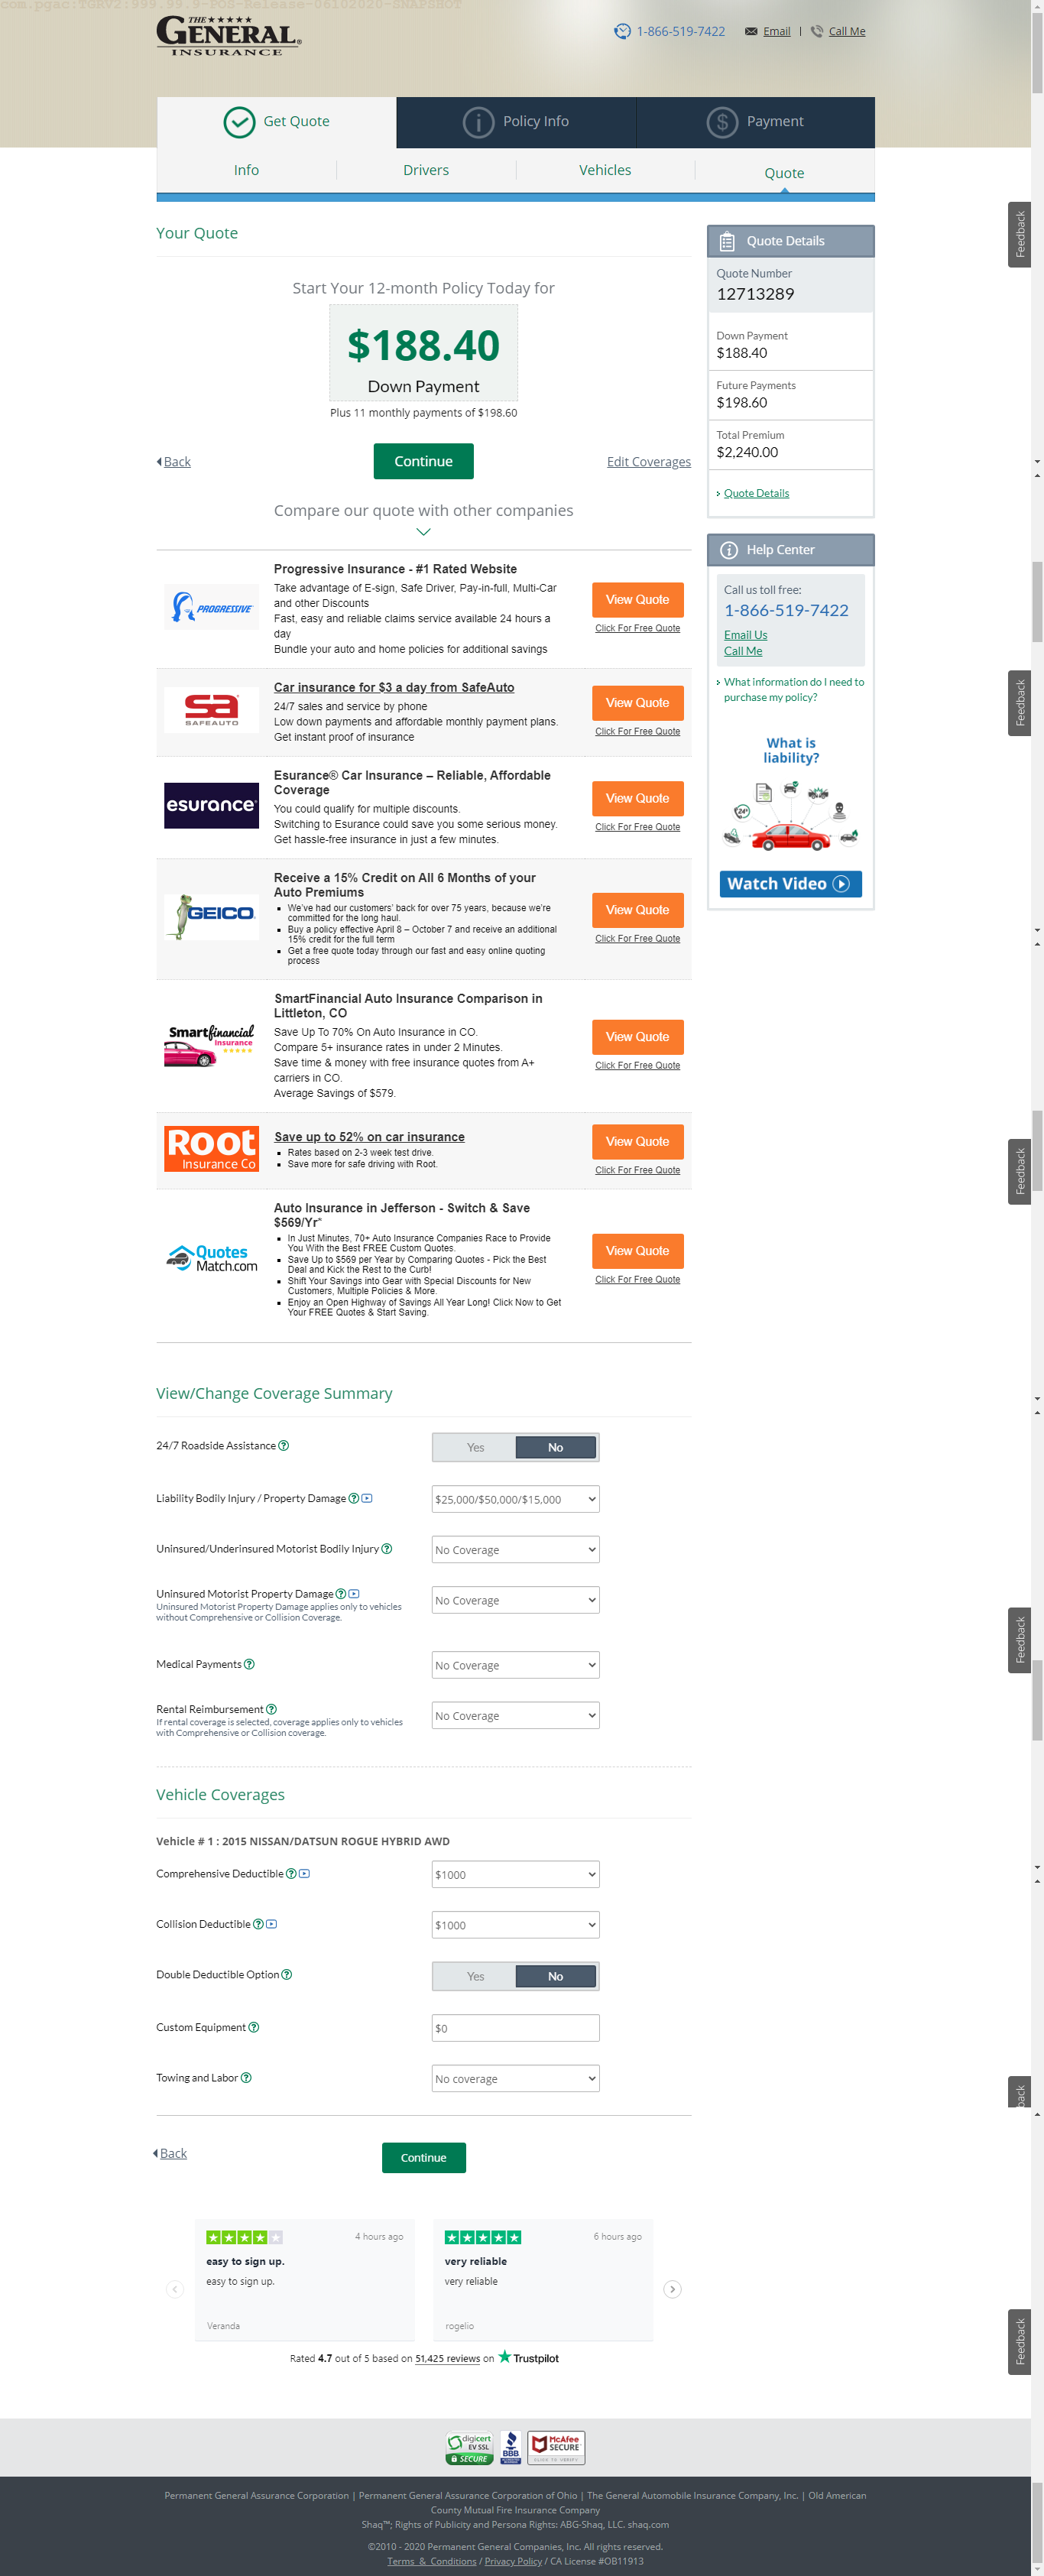 com.pgac:TGRV2:999.99.9-POS-Release-06102020-SNAPSHOT
THE
GENERAL®
INSURANCE
1-866-519-7422
Email | Call Me
Get Quote
Policy Info
Payment
Info
Drivers
Vehicles
Quote
Your Quote
Start Your 12-month Policy Today for
$188.40
Down Payment
Plus 11 monthly payments of $198.60
Back
Continue
Edit Coverages
Quote Details
Quote Number
12713289
Down Payment
$188.40
Future Payments
$198.60
Total Premium
$2,240.00
Quote Details
Help Center
Call us toll free:
1-866-519-7422
Email Us
Call Me
What information do I need to
purchase my policy?
What is
liability?
24H
Watch Video
Feedback
Compare our quote with other companies
PROGRESSIVE
Progressive Insurance - #1 Rated Website
Take advantage of E-sign, Safe Driver, Pay-in-full, Multi-Car
and other Discounts
Fast, easy and reliable claims service available 24 hours a
day
Bundle your auto and home policies for additional savings
View Quote
Click For Free Quote
sa
SAFEAUTO
Car insurance for $3 a day from SafeAuto
24/7 sales and service by phone
Low down payments and affordable monthly payment plans.
Get instant proof of insurance
View Quote
Click For Free Quote
Feedback
esurance®
Esurance® Car Insurance – Reliable, Affordable
Coverage
You could qualify for multiple discounts.
Switching to Esurance could save you some serious money.
Get hassle-free insurance in just a few minutes.
View Quote
Click For Free Quote
GEICO
Receive a 15% Credit on All 6 Months of your
Auto Premiums
We've had our customers' back for over 75 years, because we're
committed for the long haul.
Buy a policy effective April 8 – October 7 and receive an additional
15% credit for the full term
Get a free quote today through our fast and easy online quoting
process
View Quote
Click For Free Quote
Smartfinancial
Insurance
SmartFinancial Auto Insurance Comparison in
Littleton, CO
Save Up To 70% On Auto Insurance in CO.
Compare 5+ insurance rates in under 2 Minutes.
Save time & money with free insurance quotes from A+
carriers in CO.
Average Savings of $579.
View Quote
Click For Free Quote
Root
Insurance Co
Save up to 52% on car insurance
Rates based on 2-3 week test drive.
Save more for safe driving with Root.
View Quote
Click For Free Quote
Feedback
Quotes
Match.com
Auto Insurance in Jefferson - Switch & Save
$569/Yr*
In Just Minutes, 70+ Auto Insurance Companies Race to Provide
You With the Best FREE Custom Quotes.
Save Up to $569 per Year by Comparing Quotes - Pick the Best
Deal and Kick the Rest to the Curb!
Shift Your Savings into Gear with Special Discounts for New
Customers, Multiple Policies & More.
Enjoy an Open Highway of Savings All Year Long! Click Now to Get
Your FREE Quotes & Start Saving.
View Quote
Click For Free Quote
View/Change Coverage Summary
24/7 Roadside Assistance
Yes No
Liability Bodily Injury / Property Damage
$25,000/$50,000/$15,000
Uninsured/Underinsured Motorist Bodily Injury
No Coverage
Uninsured Motorist Property Damage
Uninsured Motorist Property Damage applies only to vehicles
without Comprehensive or Collision Coverage.
No Coverage
Medical Payments
No Coverage
Feedback
Rental Reimbursement
If rental coverage is selected, coverage applies only to vehicles
with Comprehensive or Collision coverage.
No Coverage
Vehicle Coverages
Vehicle # 1 : 2015 NISSAN/DATSUN ROGUE HYBRID AWD
Comprehensive Deductible
$1000
Collision Deductible
$1000
Double Deductible Option
Yes No
Custom Equipment
$0
Towing and Labor
No coverage
back
Back
Continue
4 hours ago
easy to sign up.
easy to sign up.
Veranda
6 hours ago
very reliable
very reliable
rogelio
Rated 4.7 out of 5 based on 51,425 reviews on Trustpilot
Feedback
digicert
EV SSL
SECURE
BBB
McAfee
SECURE
CLICK TO VERIFY
Permanent General Assurance Corporation | Permanent General Assurance Corporation of Ohio | The General Automobile Insurance Company, Inc. | Old American
County Mutual Fire Insurance Company
Shaq™; Rights of Publicity and Persona Rights: ABG-Shaq, LLC. shaq.com
©2010 - 2020 Permanent General Companies, Inc. All rights reserved.
Terms & Conditions / Privacy Policy / CA License #OB11913